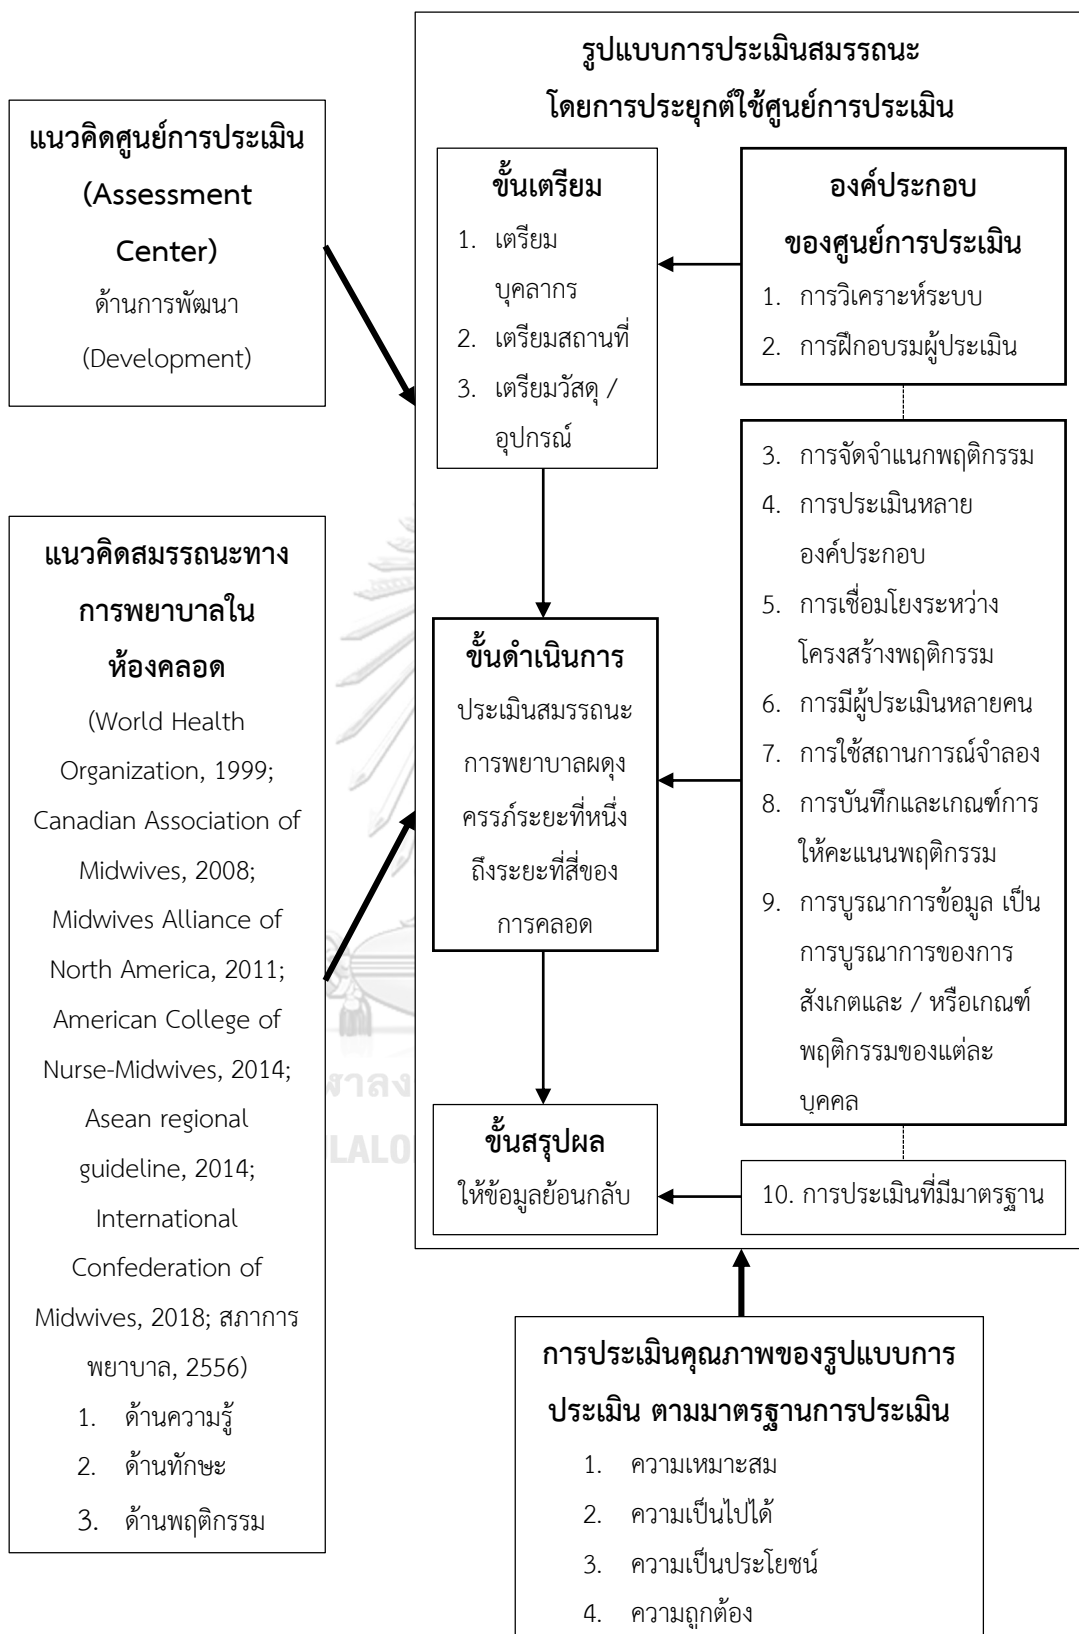 รูปแบบการประเมินสมรรถนะ
โดยการประยุกต์ใช้ศูนย์การประเมิน
แนวคิดศูนย์การประเมิน
(Assessment
Center)
ด้านการพัฒนา
(Development)
ขั้นเตรียม
1. เตรียม
บุคลากร
2. เตรียมสถานที่
3. เตรียมวัสดุ /
อุปกรณ์
องค์ประกอบ
ของศูนย์การประเมิน
1. การวิเคราะห์ระบบ
2. การฝึกอบรมผู้ประเมิน
3. การจัดจำแนกพฤติกรรม
4. การประเมินหลาย
องค์ประกอบ
5. การเชื่อมโยงระหว่าง
โครงสร้างพฤติกรรม
6. การมีผู้ประเมินหลายคน
7. การใช้สถานการณ์จำลอง
8. การบันทึกและเกณฑ์การ
ให้คะแนนพฤติกรรม
9. การบูรณาการข้อมูล เป็น
การบูรณาการของการ
สังเกตและ / หรือเกณฑ์
พฤติกรรมของแต่ละ
บุคคล
แนวคิดสมรรถนะทาง
การพยาบาลใน
ห้องคลอด
(World Health
Organization, 1999;
Canadian Association of
Midwives, 2008;
Midwives Alliance of
North America, 2011;
American College of
Nurse-Midwives, 2014;
Asean regional
guideline, 2014;
International
Confederation of
Midwives, 2018; สภาการ
พยาบาล, 2556)
1. ด้านความรู้
2. ด้านทักษะ
3. ด้านพฤติกรรม
ขั้นดำเนินการ
ประเมินสมรรถนะ
การพยาบาลผดุง
ครรภ์ระยะที่หนึ่ง
ถึงระยะที่สี่ของ
การคลอด
ขั้นสรุปผล
ให้ข้อมูลย้อนกลับ
10. การประเมินที่มีมาตรฐาน
การประเมินคุณภาพของรูปแบบการ
ประเมิน ตามมาตรฐานการประเมิน
1. ความเหมาะสม
2. ความเป็นไปได้
3. ความเป็นประโยชน์
4. ความถูกต้อง